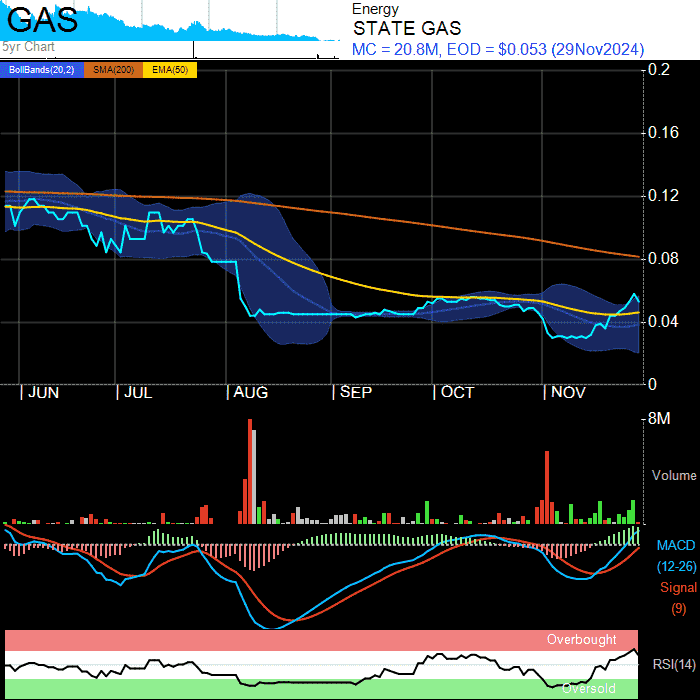 GAS
5yr Chart
Energy
STATE GAS
MC = 20.8M, EOD = $0.053 (29Nov2024)
BollBands(20,2) SMA(200) EMA(50)
0.2
0.16
0.12
0.08
0.04
0
JUN JUL AUG SEP OCT NOV
8M
Volume
MACD
(12-26)
Signal
(9)
Overbought
RSI(14)
Oversold